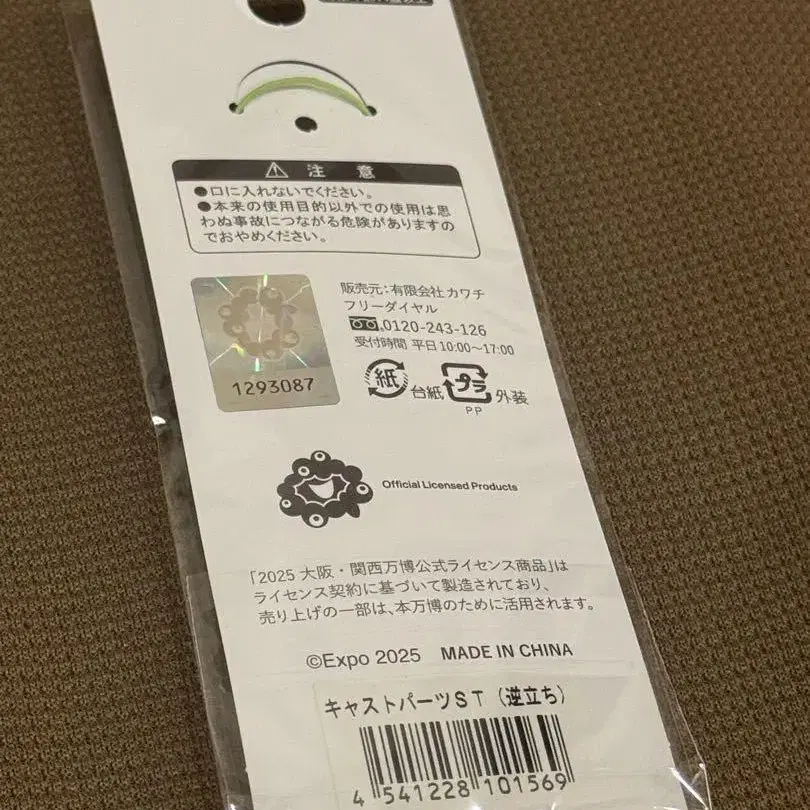 注 意
●口に入れないでください。
●本来の使用目的以外での使用は思
わぬ事故につながる危険がありますの
でおやめください。
販売元:有限会社カワチ
フリーダイヤル
0120-243-126
受付時間 平日10:00〜17:00
1293087
紙 台紙 プラ 外装
PP
Official Licensed Products
「2025 大阪・関西万博公式ライセンス商品」は
ライセンス契約に基づいて製造されており、
売り上げの一部は、本万博のために活用されます。
©Expo 2025 MADE IN CHINA
キャストパーツST(逆立ち)
4 541228 101569